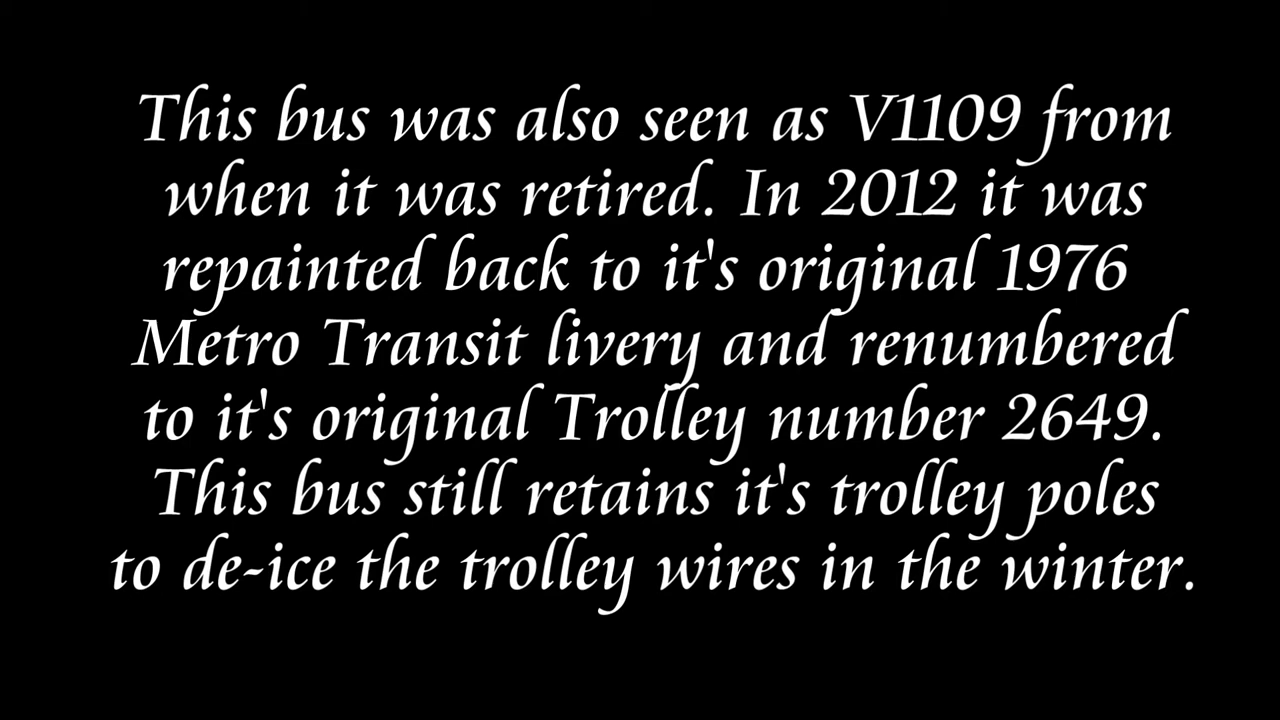 This bus was also seen as V1109 from
when it was retired. In 2012 it was
repainted back to it's original 1976
Metro Transit livery and renumbered
to it's original Trolley number 2649.
This bus still retains it's trolley poles
to de-ice the trolley wires in the winter.